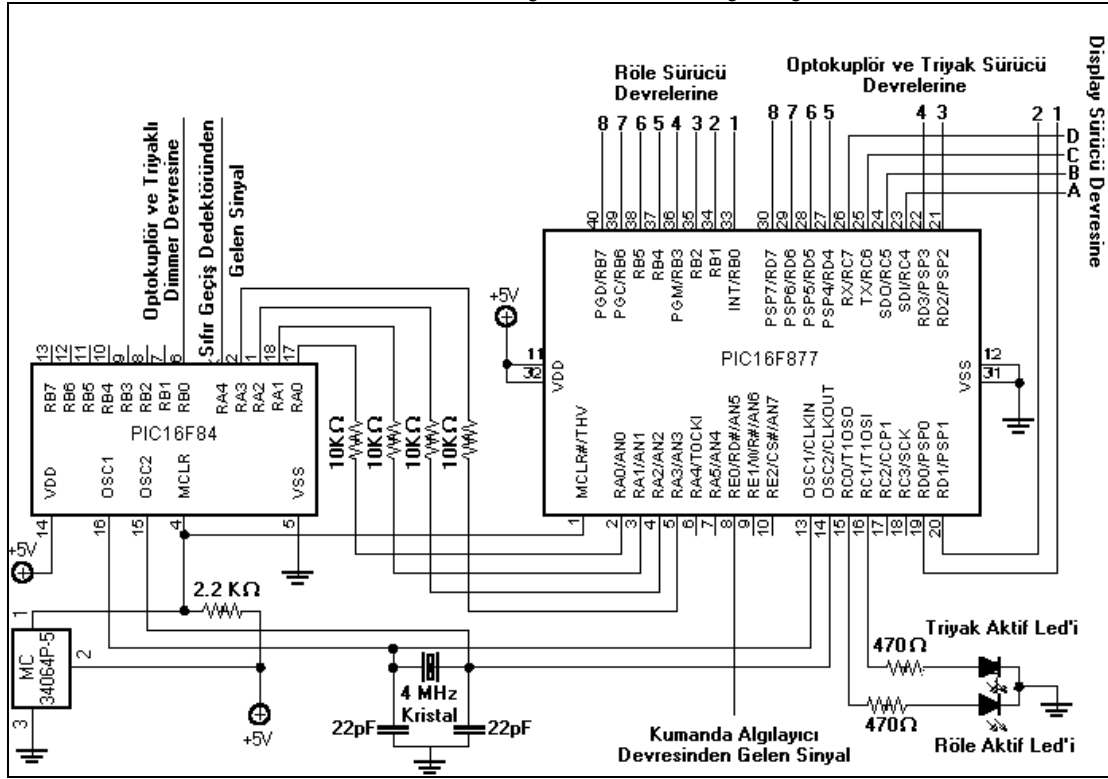 Röle Sürücü
Devrelerine
Optokuplör ve Triyak Sürücü
Devrelerine
Display Sürücü Devresine
8 7 6 5 4 3 2 1
8 7 6 5
4 3
2 1
D
C
B
A
Optokuplör ve Triyaklı
Dimmer Devresine
Sıfır Geçiş Dedektöründen
Gelen Sinyal
40 39 38 37 36 35 34 33
30 29 28 27 26 25 24 23 22 21
PGD/RB7
PGC/RB6
RB5
RB4
PGM/RB3
RB2
RB1
INT/RB0
PSP7/RD7
PSP6/RD6
PSP5/RD5
PSP4/RD4
RX/RC7
TX/RC6
SDO/RC5
SDI/RC4
RD3/PSP3
RD2/PSP2
+5V
11
32
VDD
PIC16F877
12
31
VSS
MCLR#/THV
RA0/AN0
RA1/AN1
RA2/AN2
RA3/AN3
RA4/TOCKI
RA5/AN4
RE0/RD#/AN5
RE1/WR#/AN6
RE2/CS#/AN7
OSC1/CLKIN
OSC2/CLKOUT
RC0/T1OSO
RC1/T1OSI
RC2/CCP1
RC3/SCK
RD0/PSP0
RD1/PSP1
1 2 3 4 5 6 7 8 9 10 13 14 15 16 17 18 19 20
13 12 11 10 9 8 7 6 2 1 18 17
RB7
RB6
RB5
RB4
RB3
RB2
RB1
RB0
RA4
RA3
RA2
RA1
RA0
PIC16F84
VDD
OSC1
OSC2
MCLR
VSS
14 16 15 4 5
10KΩ
10KΩ
10KΩ
10KΩ
+5V
2.2 KΩ
1
2
3
MC
34064P-5
+5V
4 MHz
Kristal
22pF
22pF
Kumanda Algılayıcı
Devresinden Gelen Sinyal
470Ω
470Ω
Triyak Aktif Led'i
Röle Aktif Led'i